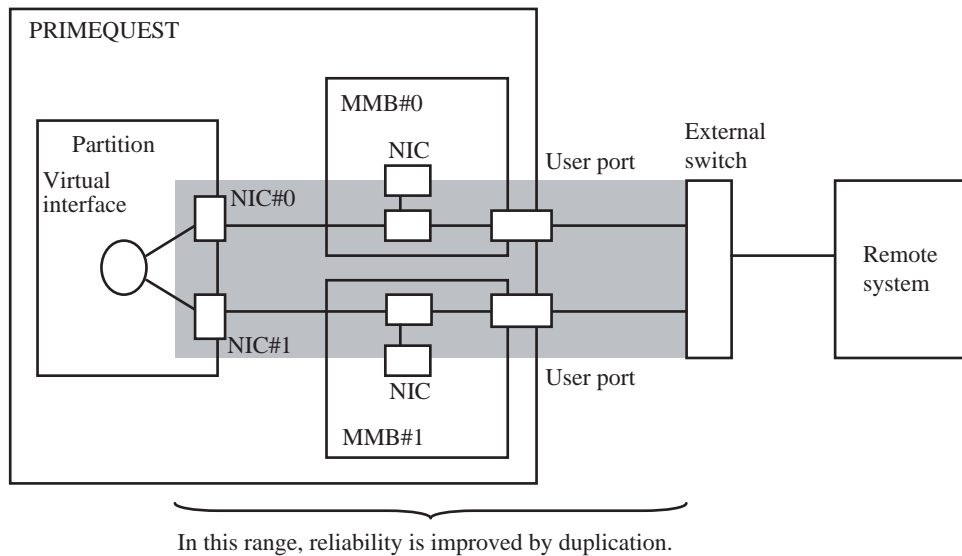 PRIMEQUEST
MMB#0
Partition
Virtual
interface
NIC
NIC#0
User port
External
switch
Remote
system
NIC#1
NIC
User port
MMB#1
In this range, reliability is improved by duplication.